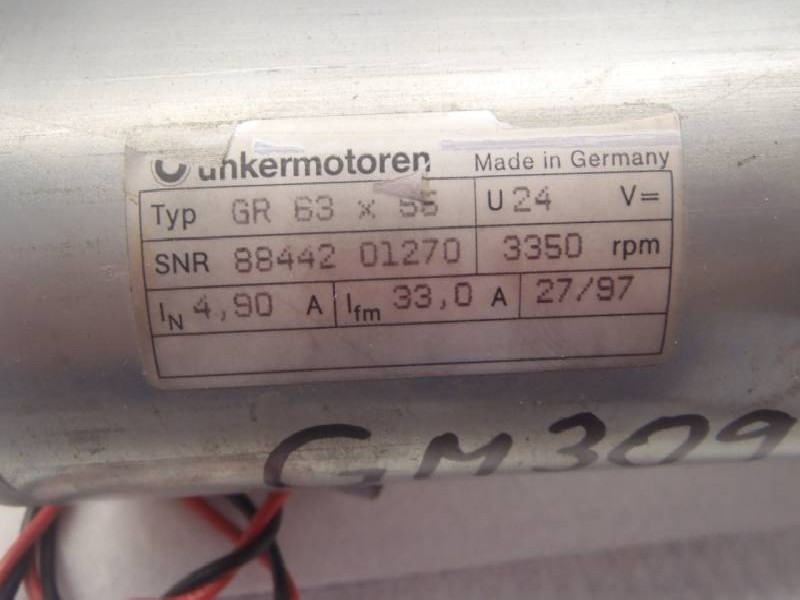 unkermotoren Made in Germany
Typ GR 63 x 55 U 24 V=
SNR 88442 01270 3350 rpm
IN 4,90 A Ifm 33,0 A 27/97
GM309